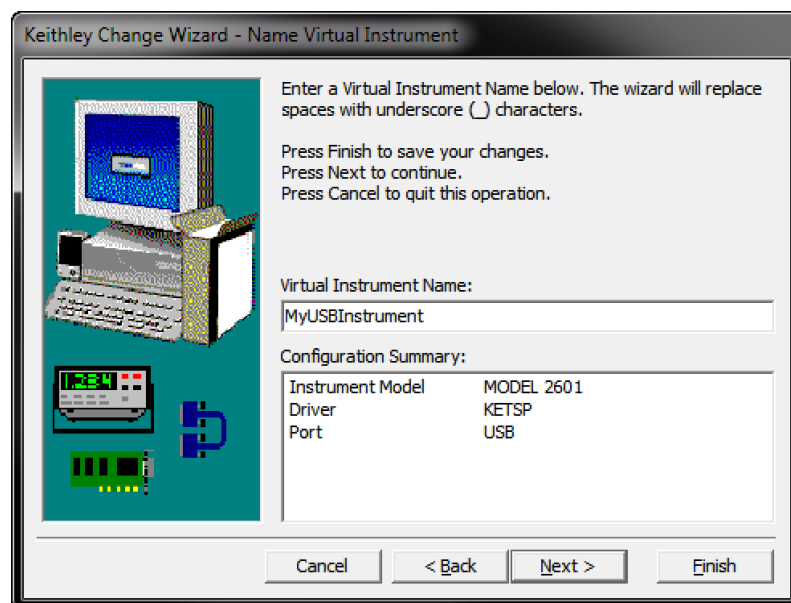 Keithley Change Wizard - Name Virtual Instrument
Enter a Virtual Instrument Name below. The wizard will replace
spaces with underscore (_) characters.
Press Finish to save your changes.
Press Next to continue.
Press Cancel to quit this operation.
Virtual Instrument Name:
MyUSBInstrument
Configuration Summary:
Instrument Model MODEL 2601
Driver KETSP
Port USB
1.234
Cancel < Back Next > Finish